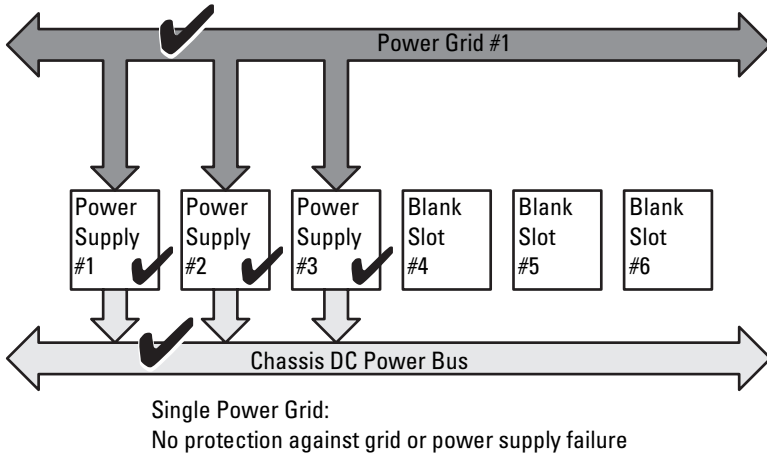 Power Grid #1
Power
Supply
#1
Power
Supply
#2
Power
Supply
#3
Blank
Slot
#4
Blank
Slot
#5
Blank
Slot
#6
Chassis DC Power Bus
Single Power Grid:
No protection against grid or power supply failure